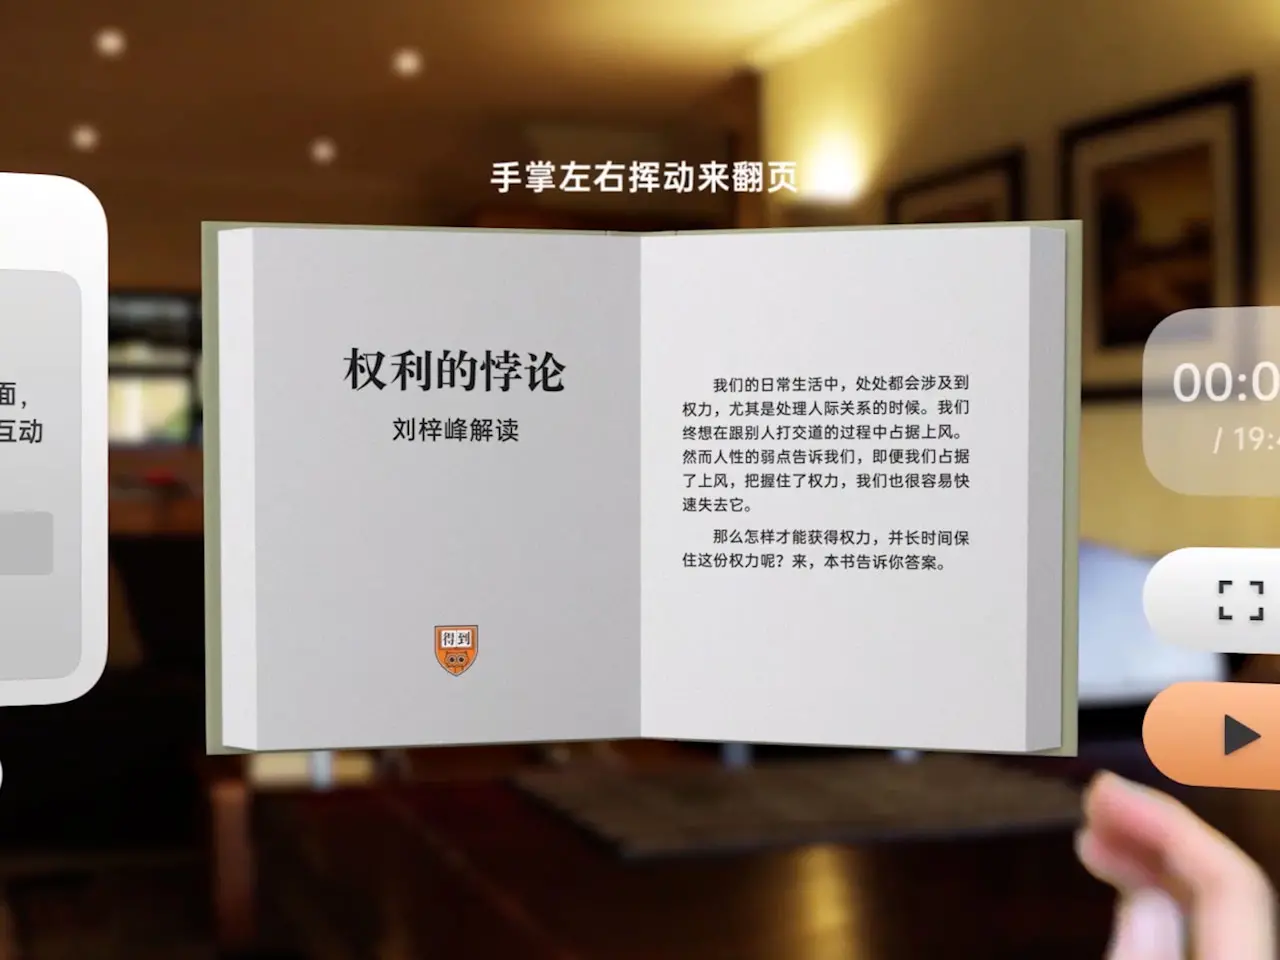 手掌左右挥动来翻页
面，
互动
权利的悖论
刘梓峰解读
得到
我们的日常生活中，处处都会涉及到
权力，尤其是处理人际关系的时候。我们
终想在跟别人打交道的过程中占据上风。
然而人性的弱点告诉我们，即便我们占据
了上风，把握住了权力，我们也很容易快
速失去它。
那么怎样才能获得权力，并长时间保
住这份权力呢？来，本书告诉你答案。
00:0
/ 19:4